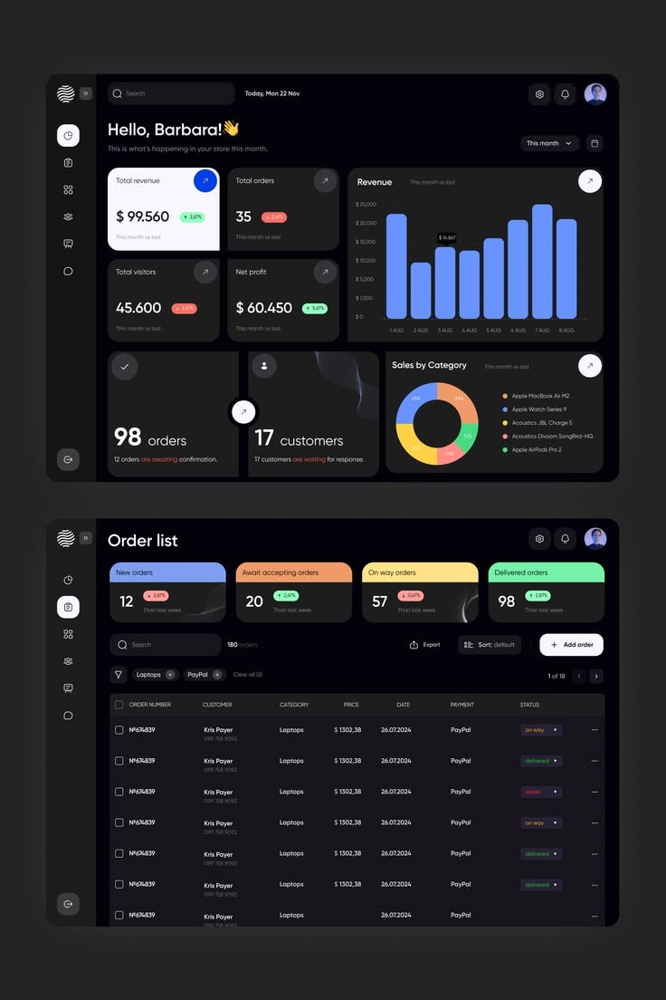 Search
Today, Mon 22 Nov
Hello, Barbara!👋
This is what's happening in your store this month.
This month
Total revenue
$ 99.560
2,67%
This month vs last
Total orders
35
2,67%
This month vs last
Total visitors
45.600
This month vs last
Net profit
$ 60.450
5,67%
This month vs last
Revenue
This month vs last
$ 25,000
$ 20,000
$ 15,000
$ 10,000
$ 5,000
$ 1,000
$ 0
$ 14,867
1 AUG 2 AUG 3 AUG 4 AUG 5 AUG 6 AUG 7 AUG 8 AUG
98 orders
12 orders are awaiting confirmation.
17 customers
17 customers are waiting for response.
Sales by Category
This month vs last
25%
25%
12%
Apple MacBook Air M2
Apple Watch Series 9
Acoustics JBL Charge 5
Acoustics Divoom SongBird-HQ
Apple AirPods Pro 2
Order list
New orders
12
2,67%
Than last week
Await accepting orders
20
2,67%
Than last week
On way orders
57
Than last week
Delivered orders
98
2,87%
Than last week
Search
180 orders
Export
Sort: default
+ Add order
Laptops ×
PayPal ×
Clear all (2)
1 of 18
ORDER NUMBER CUSTOMER CATEGORY PRICE DATE PAYMENT STATUS
№674839 Kris Payer Laptops $ 1302,38 26.07.2024 PayPal on way
099 758 9092
№674839 Kris Payer Laptops $ 1302,38 26.07.2024 PayPal delivered
099 758 9092
№674839 Kris Payer Laptops $ 1302,38 26.07.2024 PayPal await
099 758 9092
№674839 Kris Payer Laptops $ 1302,38 26.07.2024 PayPal on way
099 758 9092
№674839 Kris Payer Laptops $ 1302,38 26.07.2024 PayPal delivered
099 758 9092
№674839 Kris Payer Laptops $ 1302,38 26.07.2024 PayPal delivered
099 758 9092
№674839 Kris Payer Laptops 26.07.2024 PayPal